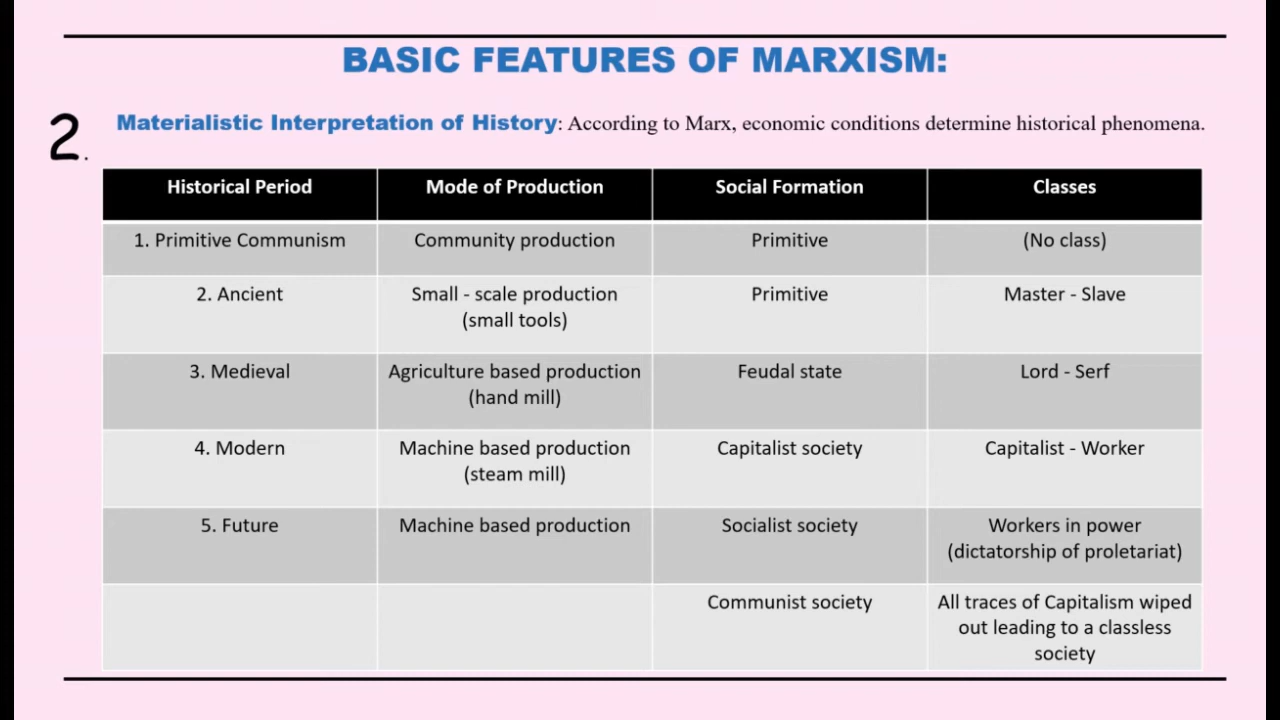 BASIC FEATURES OF MARXISM:
2. Materialistic Interpretation of History: According to Marx, economic conditions determine historical phenomena.
Historical Period Mode of Production Social Formation Classes
1. Primitive Communism Community production Primitive (No class)
2. Ancient Small - scale production Primitive Master - Slave
(small tools)
3. Medieval Agriculture based production Feudal state Lord - Serf
(hand mill)
4. Modern Machine based production Capitalist society Capitalist - Worker
(steam mill)
5. Future Machine based production Socialist society Workers in power
(dictatorship of proletariat)
Communist society All traces of Capitalism wiped
out leading to a classless
society